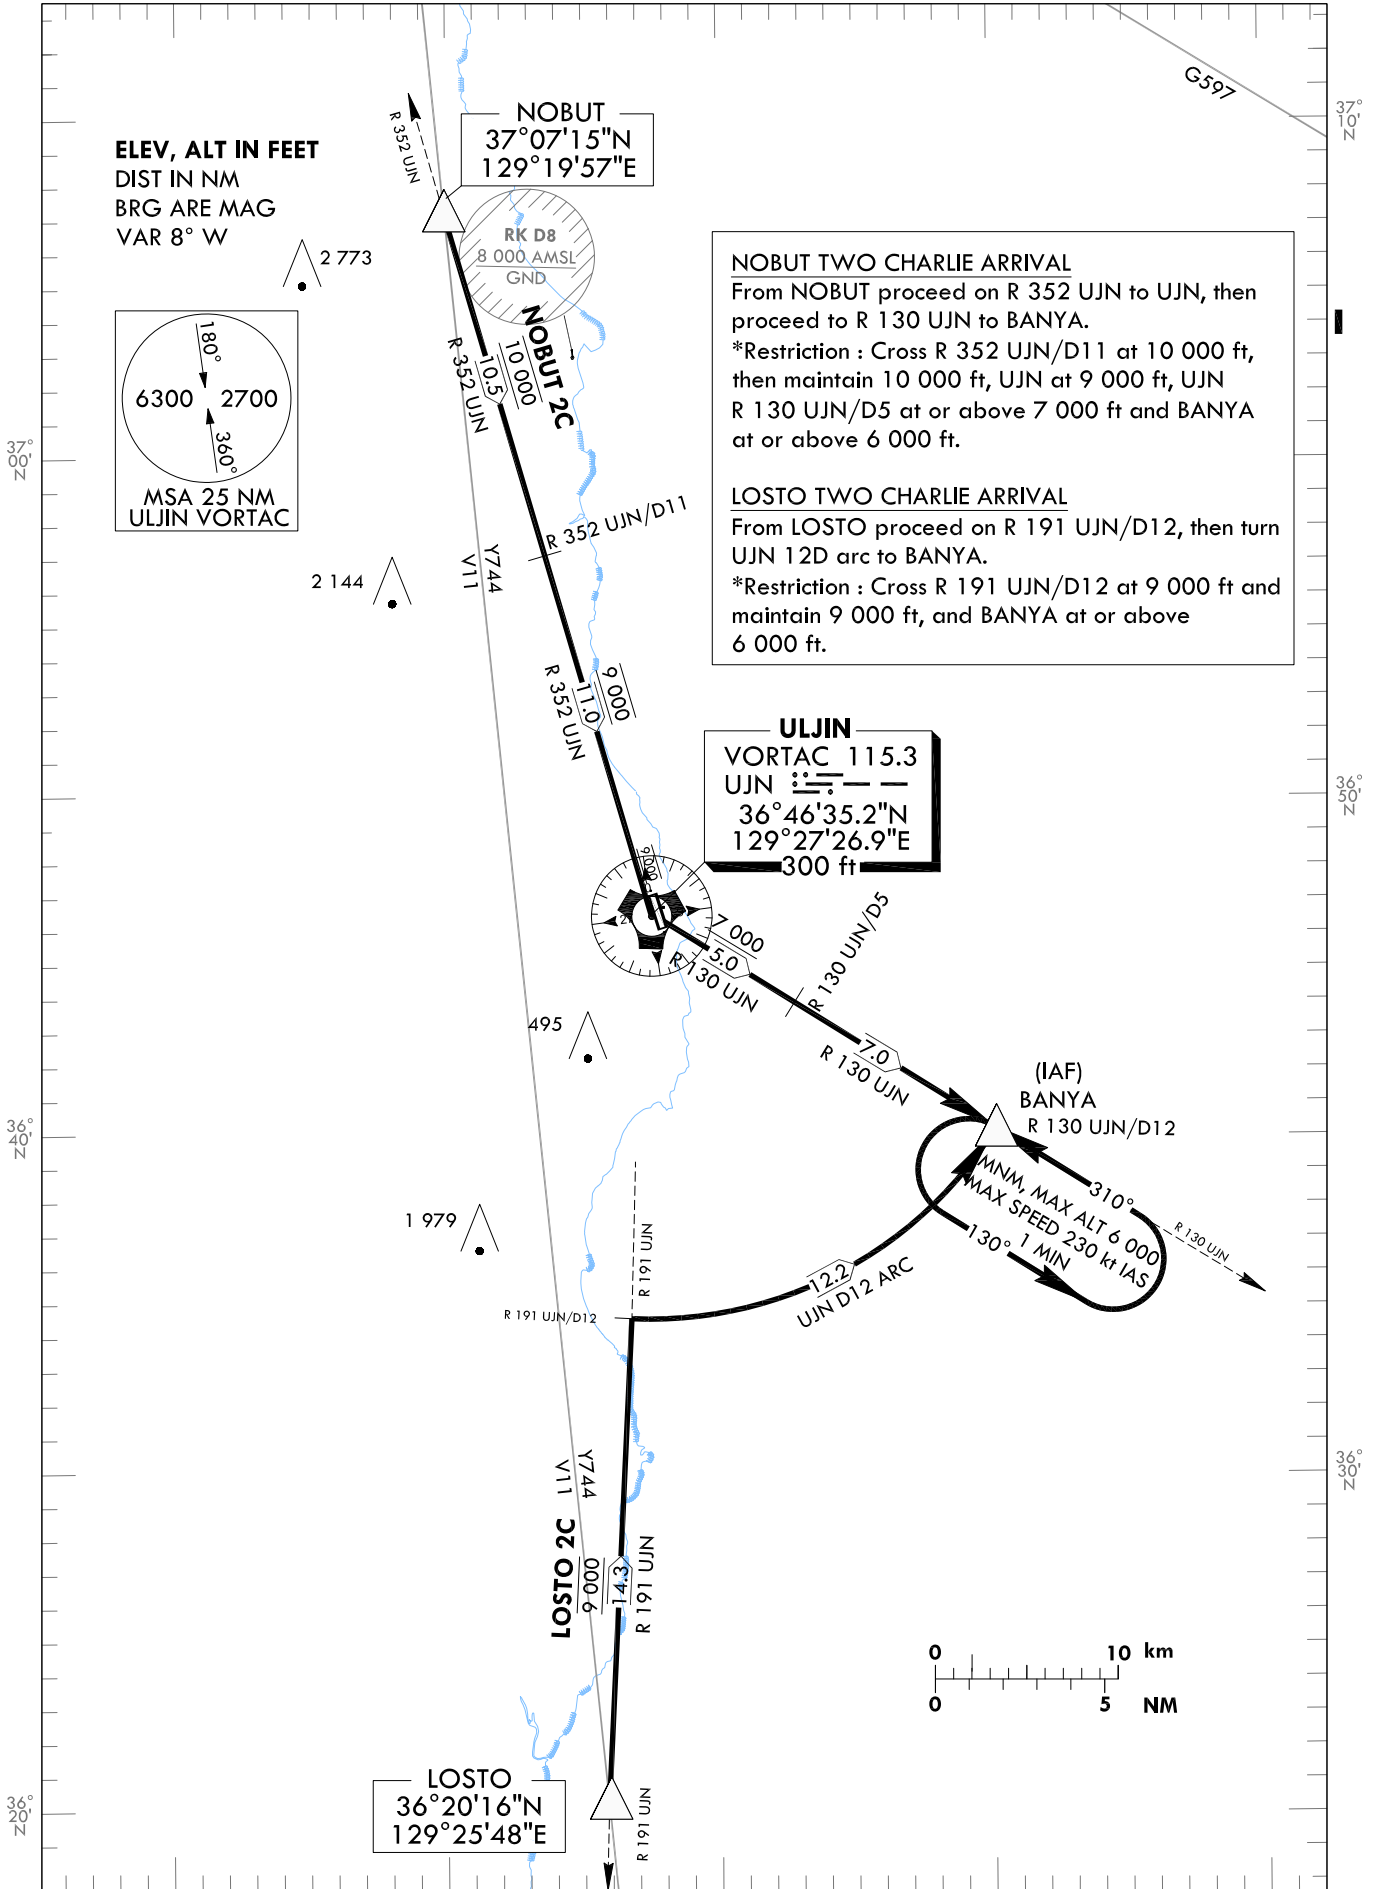 G597
37°
10'
N
NOBUT
37°07'15"N
129°19'57"E
R 352 UJN
ELEV, ALT IN FEET
DIST IN NM
BRG ARE MAG
VAR 8° W
2 773
RK D8
8 000 AMSL
GND
180°
6300 2700
360°
MSA 25 NM
ULJIN VORTAC
NOBUT 2C
10 000
10.5
R 352 UJN
NOBUT TWO CHARLIE ARRIVAL
From NOBUT proceed on R 352 UJN to UJN, then
proceed to R 130 UJN to BANYA.
*Restriction : Cross R 352 UJN/D11 at 10 000 ft,
then maintain 10 000 ft, UJN at 9 000 ft, UJN
R 130 UJN/D5 at or above 7 000 ft and BANYA
at or above 6 000 ft.
LOSTO TWO CHARLIE ARRIVAL
From LOSTO proceed on R 191 UJN/D12, then turn
UJN 12D arc to BANYA.
*Restriction : Cross R 191 UJN/D12 at 9 000 ft and
maintain 9 000 ft, and BANYA at or above
6 000 ft.
37°
00'
N
R 352 UJN/D11
Y744
V11
2 144
9 000
11.0
R 352 UJN
ULJIN
VORTAC 115.3
UJN
36°46'35.2"N
129°27'26.9"E
300 ft
36°
50'
N
9 000
7 000
5.0
R 130 UJN
R 130 UJN/D5
495
7.0
R 130 UJN
(IAF)
BANYA
R 130 UJN/D12
36°
40'
N
MNM, MAX ALT 6 000
MAX SPEED 230 kt IAS
1 MIN
310°
130°
R 130 UJN
1 979
R 191 UJN
R 191 UJN/D12
12.2
UJN D12 ARC
36°
30'
N
Y744
V11
LOSTO 2C
9 000
14.3
R 191 UJN
0 10 km
0 5 NM
LOSTO
36°20'16"N
129°25'48"E
R 191 UJN
36°
20'
N